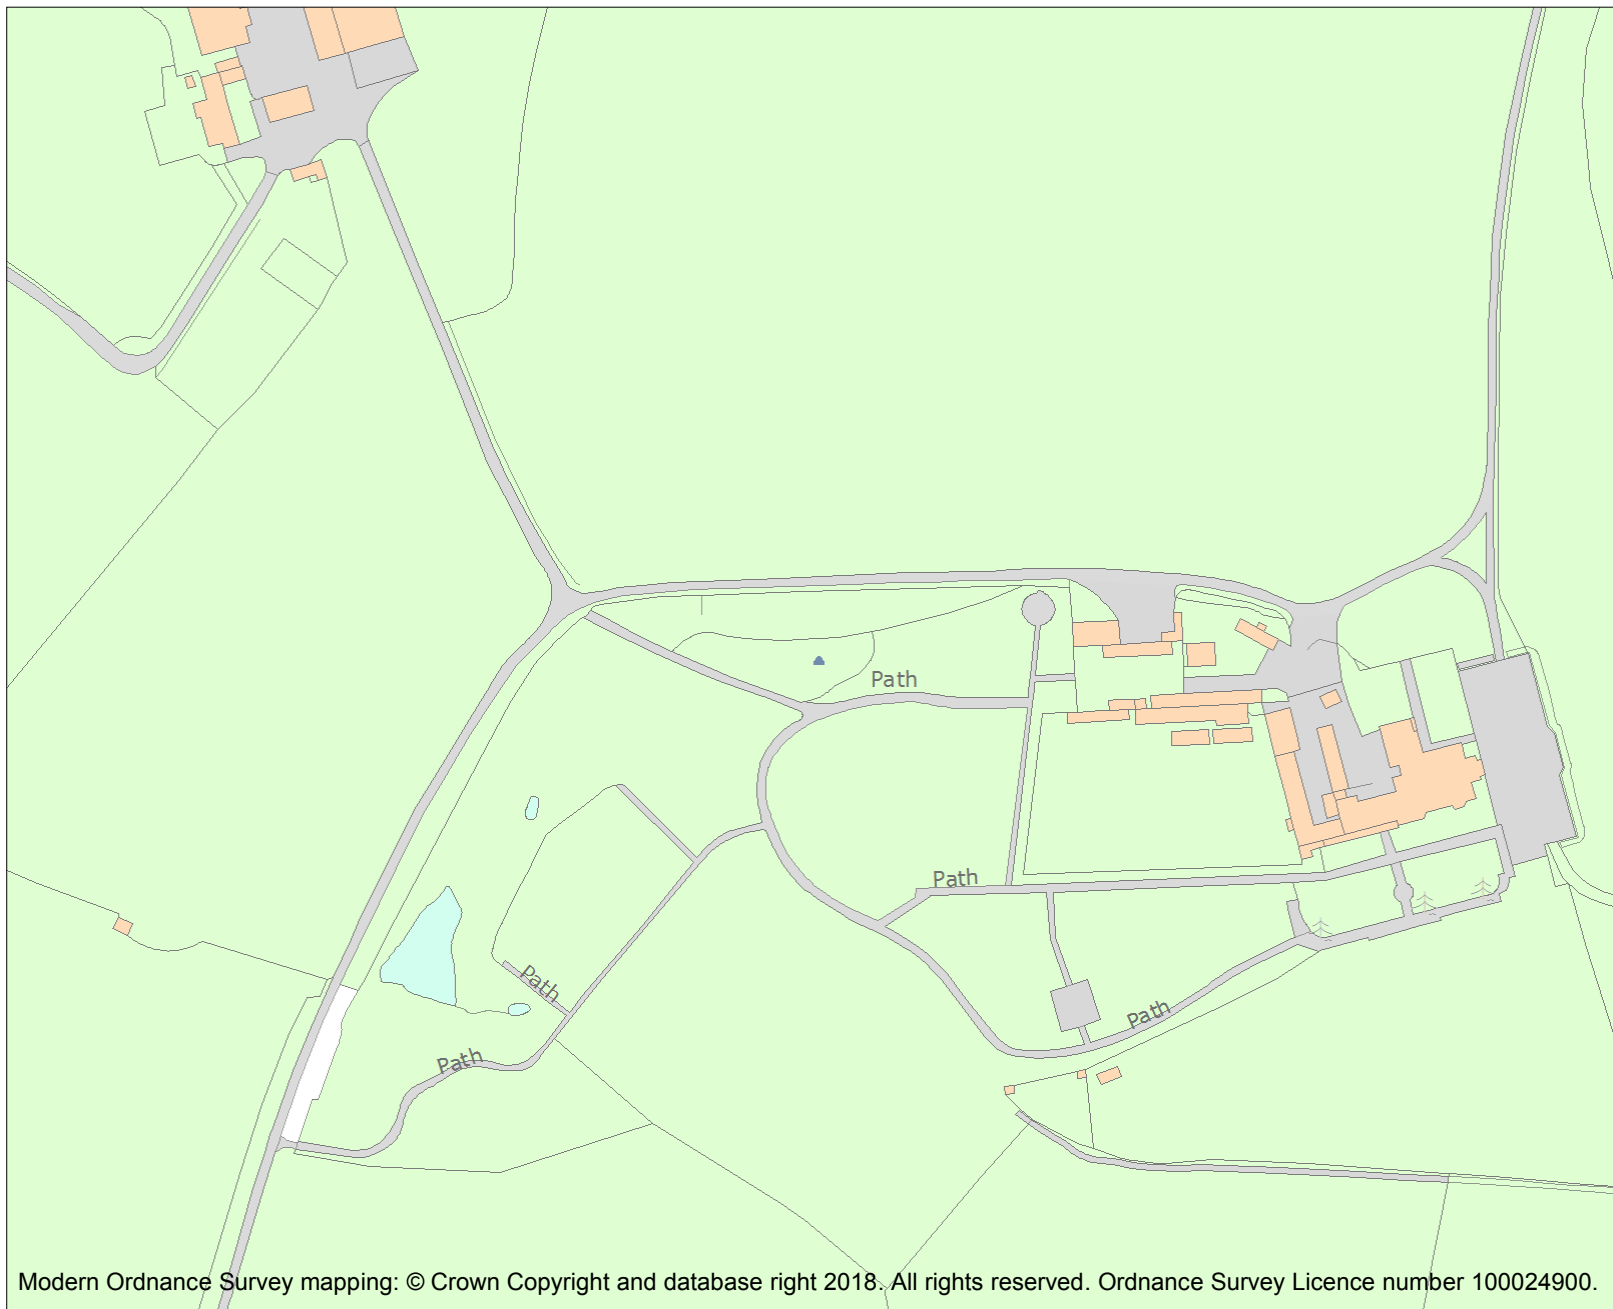 Path
Path
Path
Path
Path
Modern Ordnance Survey mapping: © Crown Copyright and database right 2018. All rights reserved. Ordnance Survey Licence number 100024900.